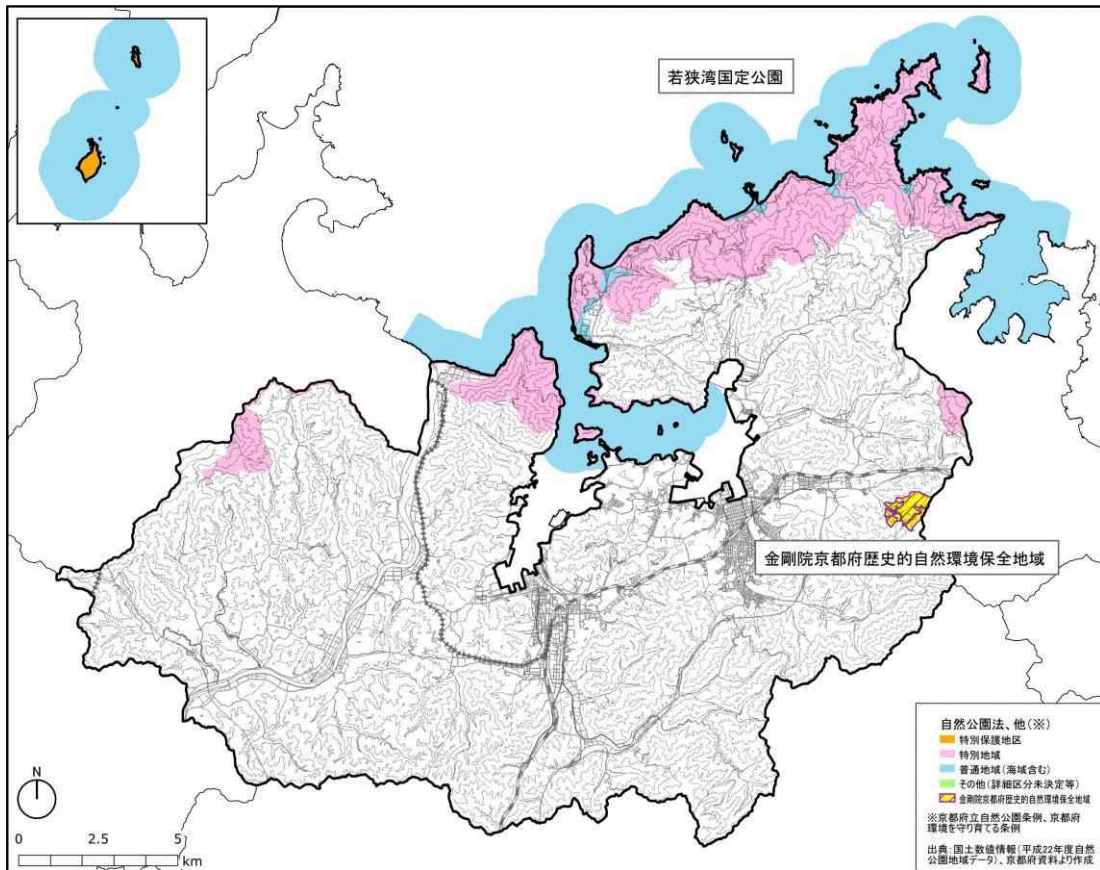 若狭湾国定公園
金剛院京都府歴史的自然環境保全地域
N
0 2.5 5
km
自然公園法、他(※)
特別保護地区
特別地域
普通地域(海域含む)
その他(詳細区分未決定等)
金剛院京都府歴史的自然環境保全地域
※京都府立自然公園条例、京都府
環境を守り育てる条例
出典:国土数値情報(平成22年度自然
公園地域データ)、京都府資料より作成